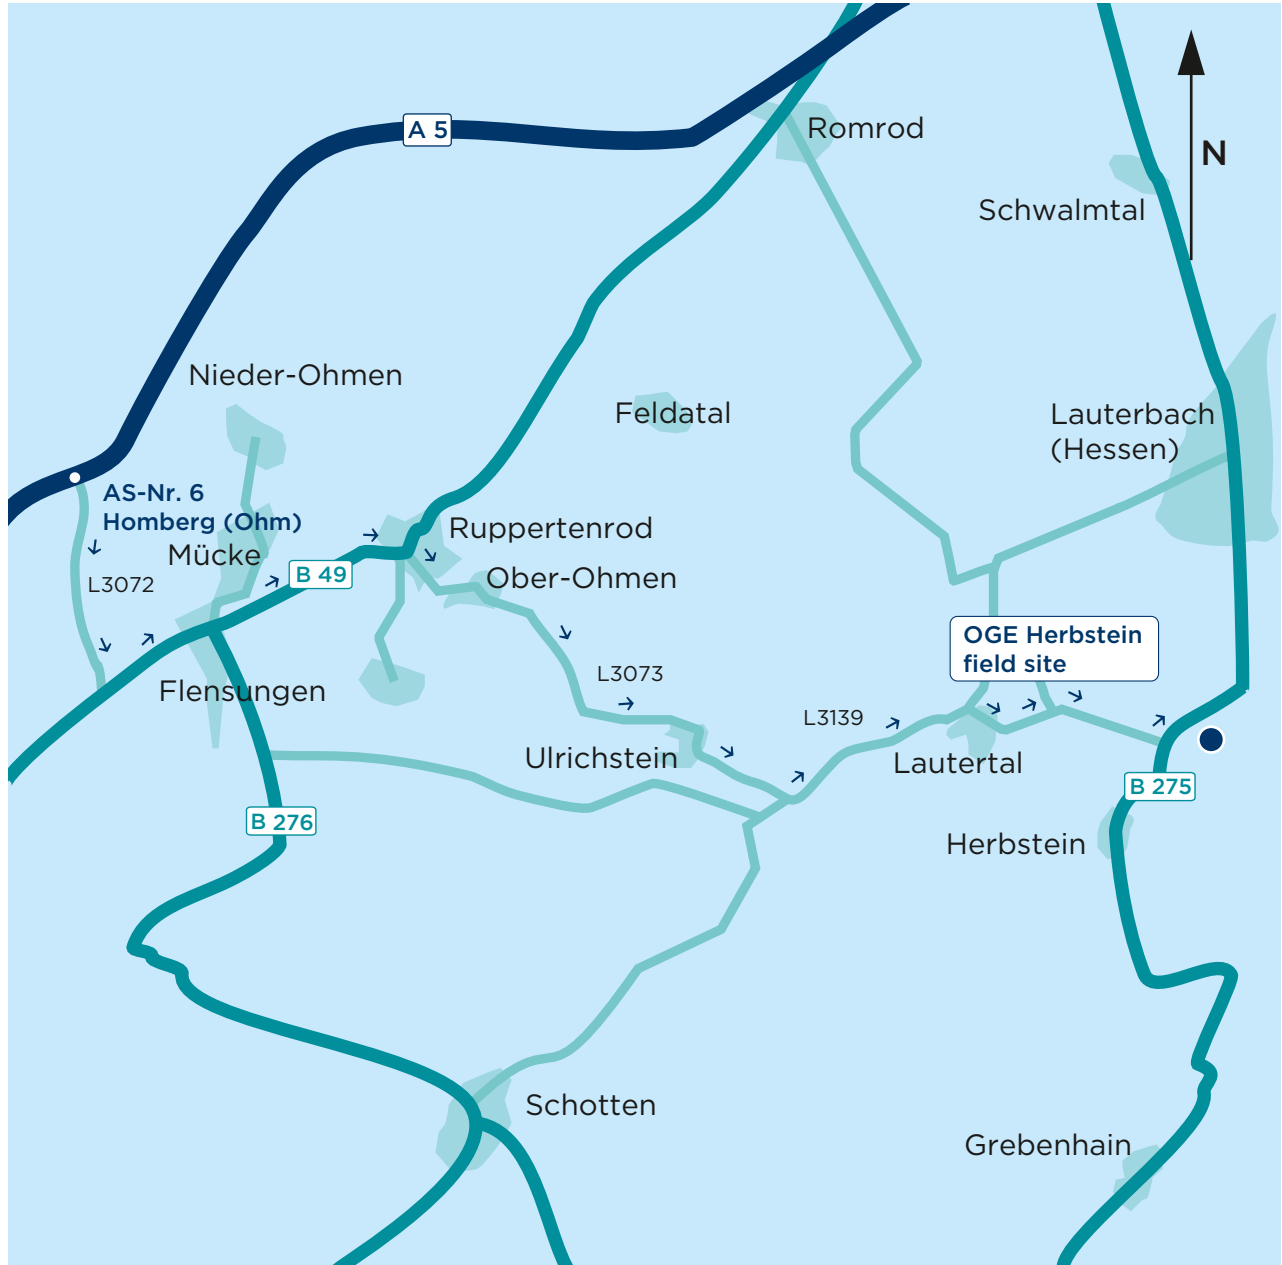 A 5
Romrod
N
Schwalmtal
Nieder-Ohmen
Feldatal
Lauterbach
(Hessen)
AS-Nr. 6
Homberg (Ohm)
Ruppertenrod
Mücke
B 49
Ober-Ohmen
L3072
OGE Herbstein
field site
L3073
Flensungen
L3139
Ulrichstein
Lautertal
B 275
B 276
Herbstein
Schotten
Grebenhain